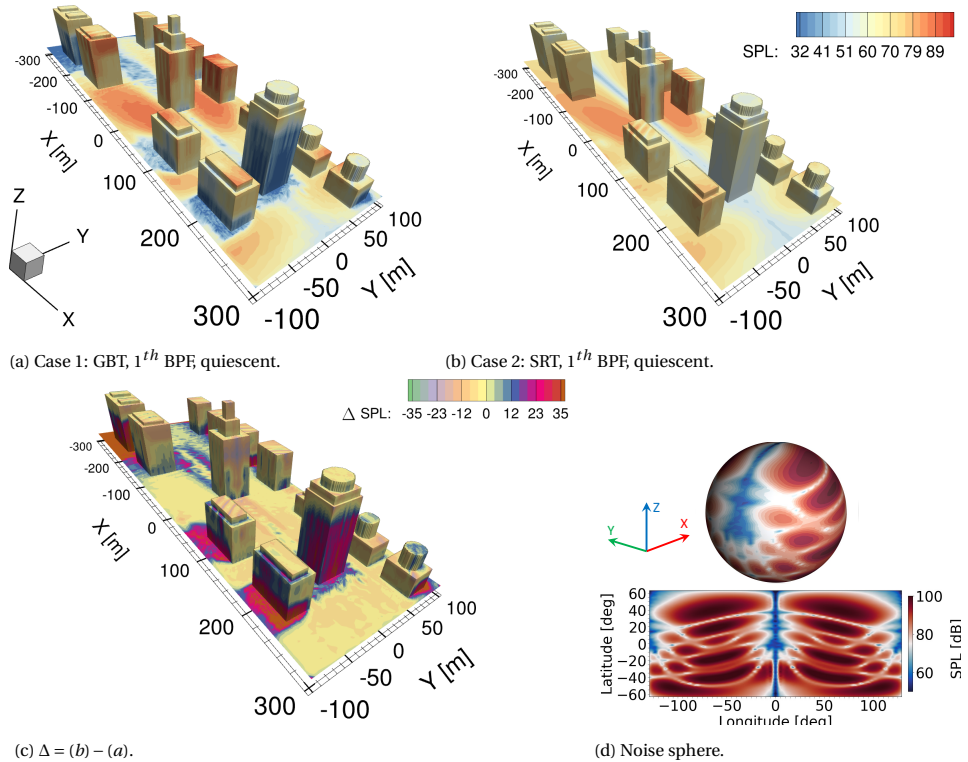 SPL: 32 41 51 60 70 79 89
-300
-200
-100
0
100
200
300
X [m]
-100
-50
0
50
100
Y [m]
Z
Y
X
-300
-200
-100
0
100
200
300
X [m]
-100
-50
0
50
100
Y [m]
(a) Case 1: GBT, 1th BPF, quiescent.
(b) Case 2: SRT, 1th BPF, quiescent.
Δ SPL: -35 -23 -12 0 12 23 35
-300
-200
-100
0
100
200
300
X [m]
-100
-50
0
50
100
Y [m]
Z
Y
X
60
40
20
0
−20
−40
−60
Latitude [deg]
−100 −50 0 50 100
Longitude [deg]
100
80
60
SPL [dB]
(c) Δ = (b) − (a).
(d) Noise sphere.